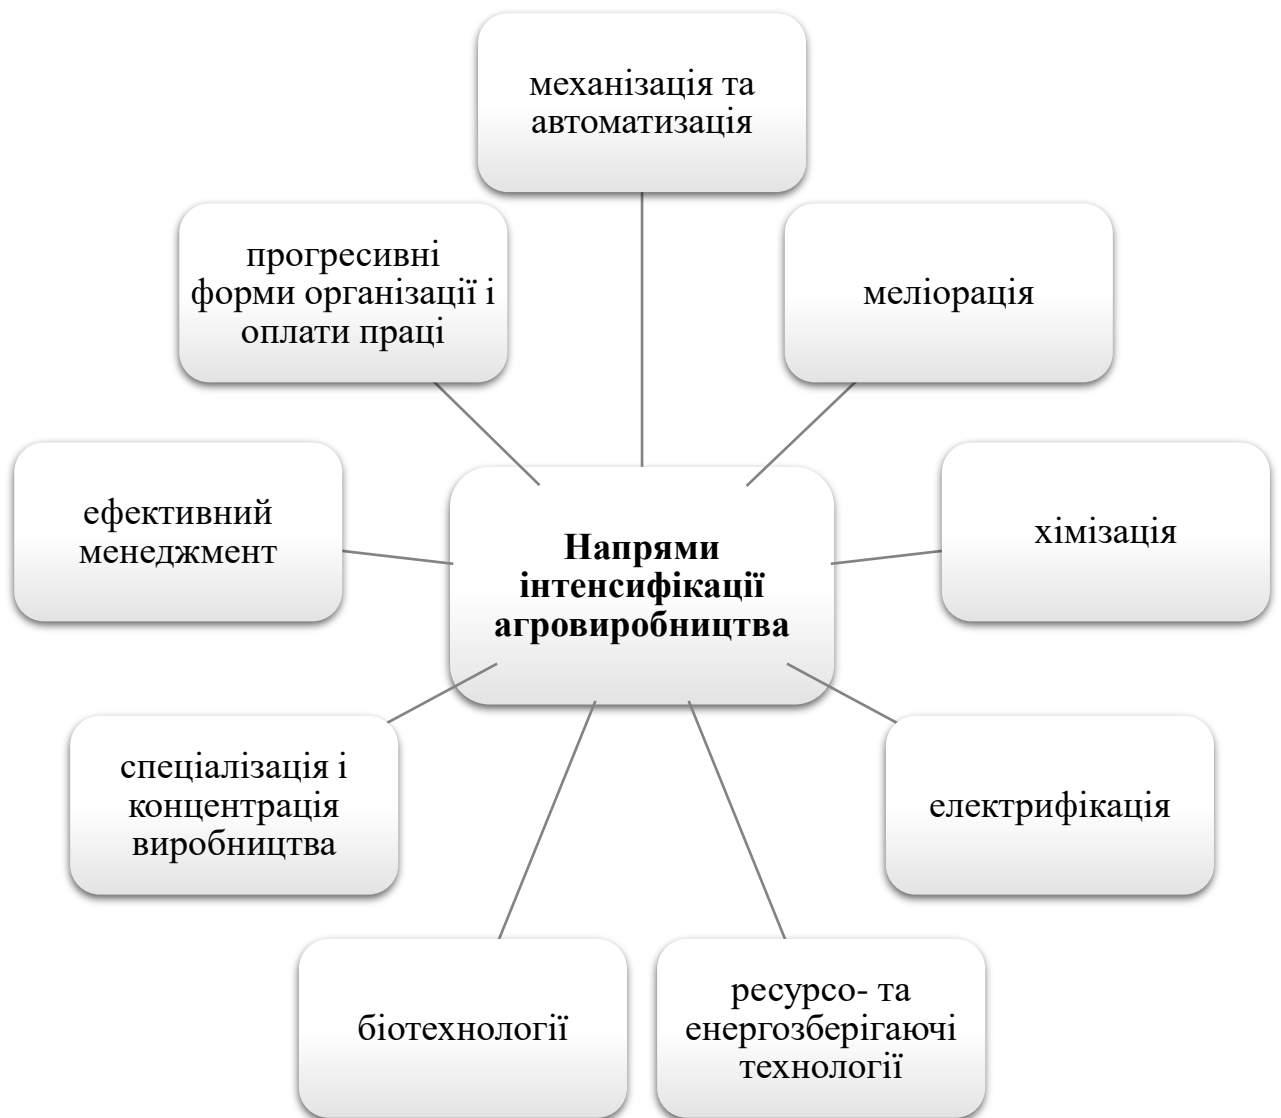 механізація та
автоматизація
прогресивні
форми організації і
оплати праці
меліорація
ефективний
менеджмент
Напрями
інтенсифікації
агровиробництва
хімізація
спеціалізація і
концентрація
виробництва
електрифікація
біотехнології
ресурсо- та
енергозберігаючі
технології